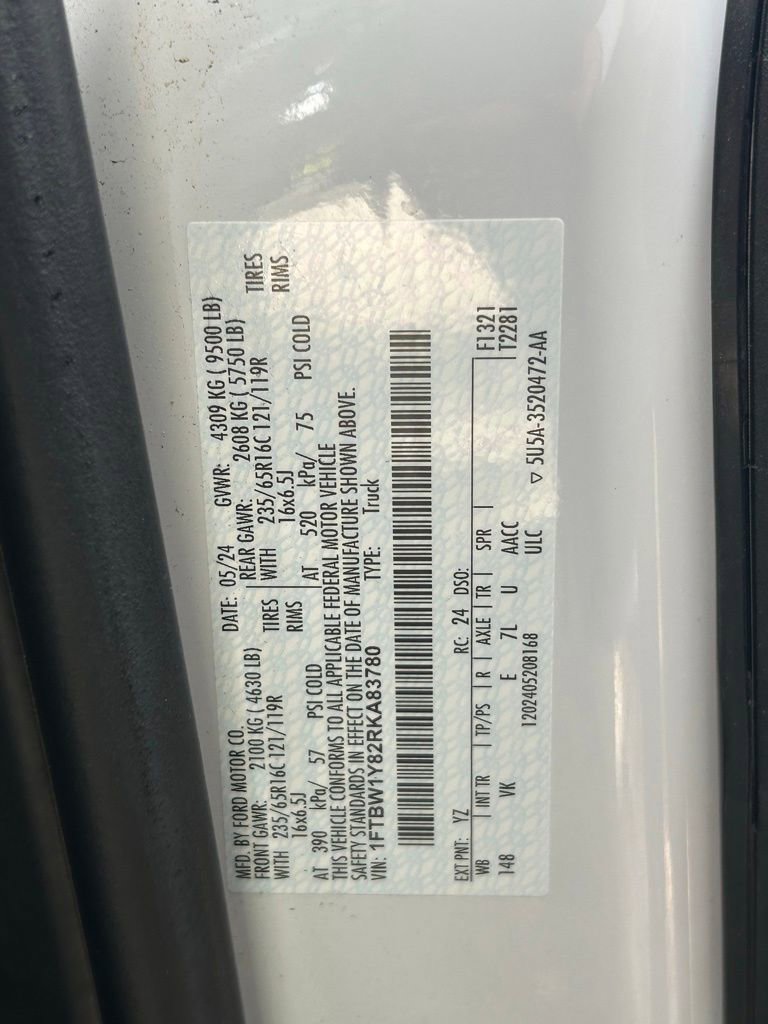 MFD. BY FORD MOTOR CO.
DATE: 05/24 GVWR: 4309 KG ( 9500 LB)
FRONT GAWR: 2100 KG ( 4630 LB)
REAR GAWR: 2608 KG ( 5750 LB)
WITH 235/65R16C 121/119R TIRES
WITH 235/65R16C 121/119R TIRES
16x6.5J RIMS
16x6.5J RIMS
AT 390 kPa/ 57 PSI COLD
AT 520 kPa/ 75 PSI COLD
THIS VEHICLE CONFORMS TO ALL APPLICABLE FEDERAL MOTOR VEHICLE
SAFETY STANDARDS IN EFFECT ON THE DATE OF MANUFACTURE SHOWN ABOVE.
VIN: 1FTBW1Y82RKA83780 TYPE: Truck
EXT PNT: YZ RC: 24 DSO:
WB INT TR TP/PS R AXLE TR SPR F1321
148 VK E 7L U AACC T2281
1202405208168 ULC ▽ 5U5A-3520472-AA